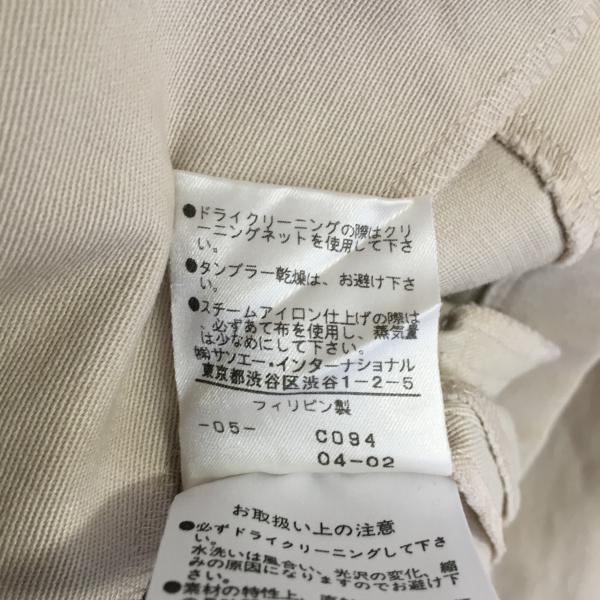 ●ドライクリーニングの際はクリ
ーニングネットを使用して下さ
い。
●タンブラー乾燥は、お避け下さ
い。
●スチームアイロン仕上げの際は
、必ずあて布を使用し、蒸気量
は少なめにして下さい。
㈱サンエー・インターナショナル
東京都渋谷区渋谷1-2-5
フィリピン製
-05- C094
04-02
お取扱い上の注意
●必ずドライクリーニングして下さ
い。
水洗いは風合い、光沢の変化、縮
みの原因になりますのでお避け下
さい。
●素材の特性上、